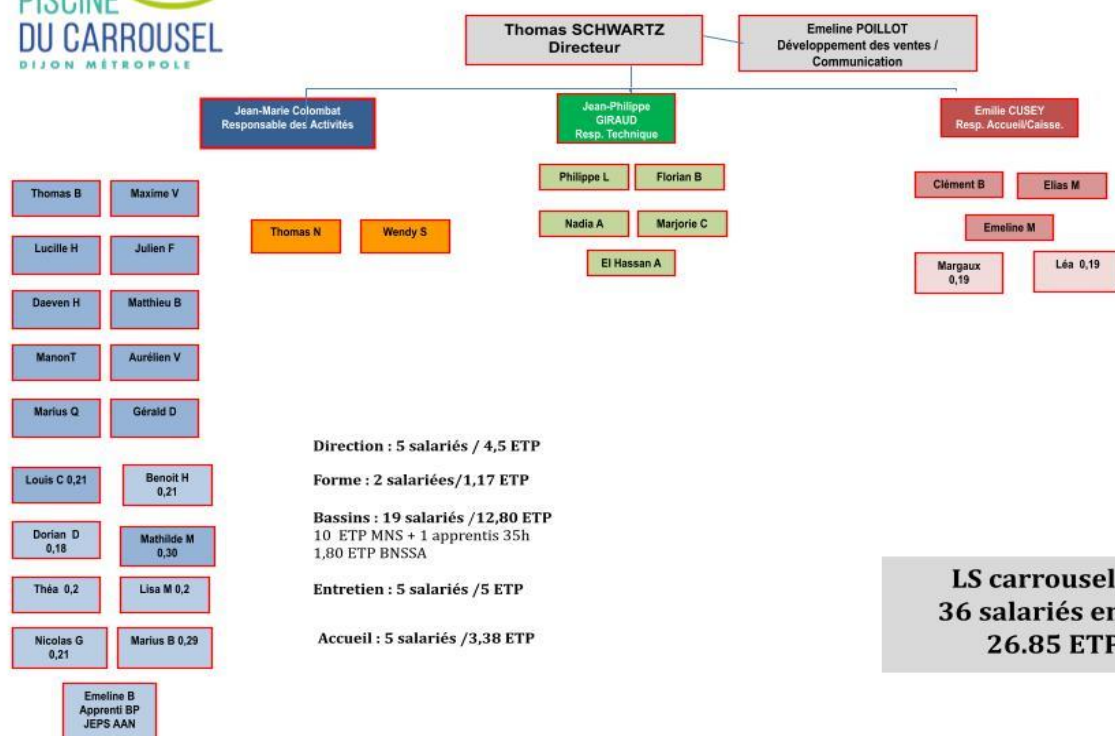 PISCINE
DU CARROUSEL
DIJON MÉTROPOLE
Thomas SCHWARTZ
Directeur
Emeline POILLOT
Développement des ventes /
Communication
Jean-Marie Colombat
Responsable des Activités
Jean-Philippe
GIRAUD
Resp. Technique
Emilie CUSEY
Resp. Accueil/Caisse.
Thomas B
Maxime V
Lucille H
Julien F
Daeven H
Matthieu B
ManonT
Aurélien V
Marius Q
Gérald D
Louis C 0,21
Benoit H
0,21
Dorian D
0,18
Mathilde M
0,30
Théa 0,2
Lisa M 0,2
Nicolas G
0,21
Marius B 0,29
Emeline B
Apprenti BP
JEPS AAN
Thomas N
Wendy S
Philippe L
Florian B
Nadia A
Marjorie C
El Hassan A
Clément B
Elias M
Emeline M
Margaux
0,19
Léa 0,19
Direction : 5 salariés / 4,5 ETP
Forme : 2 salariées/1,17 ETP
Bassins : 19 salariés /12,80 ETP
10 ETP MNS + 1 apprentis 35h
1,80 ETP BNSSA
Entretien : 5 salariés /5 ETP
Accueil : 5 salariés /3,38 ETP
LS carrousel
36 salariés en
26.85 ETP